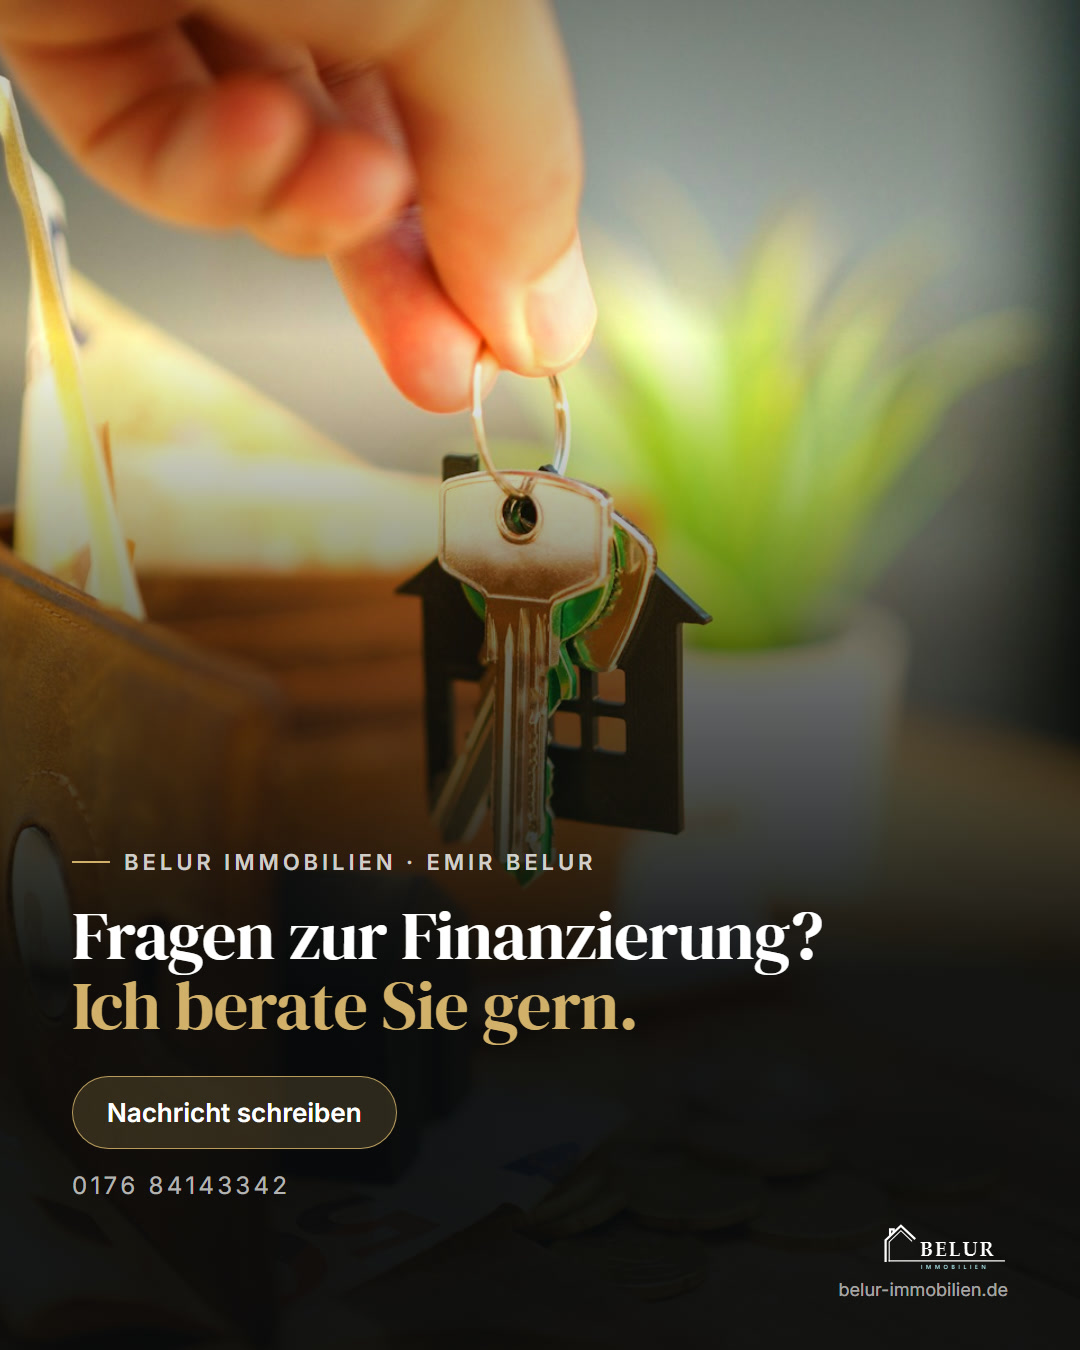 BELUR IMMOBILIEN · EMIR BELUR
Fragen zur Finanzierung?
Ich berate Sie gern.
Nachricht schreiben
0176 84143342
BELUR
IMMOBILIEN
belur-immobilien.de